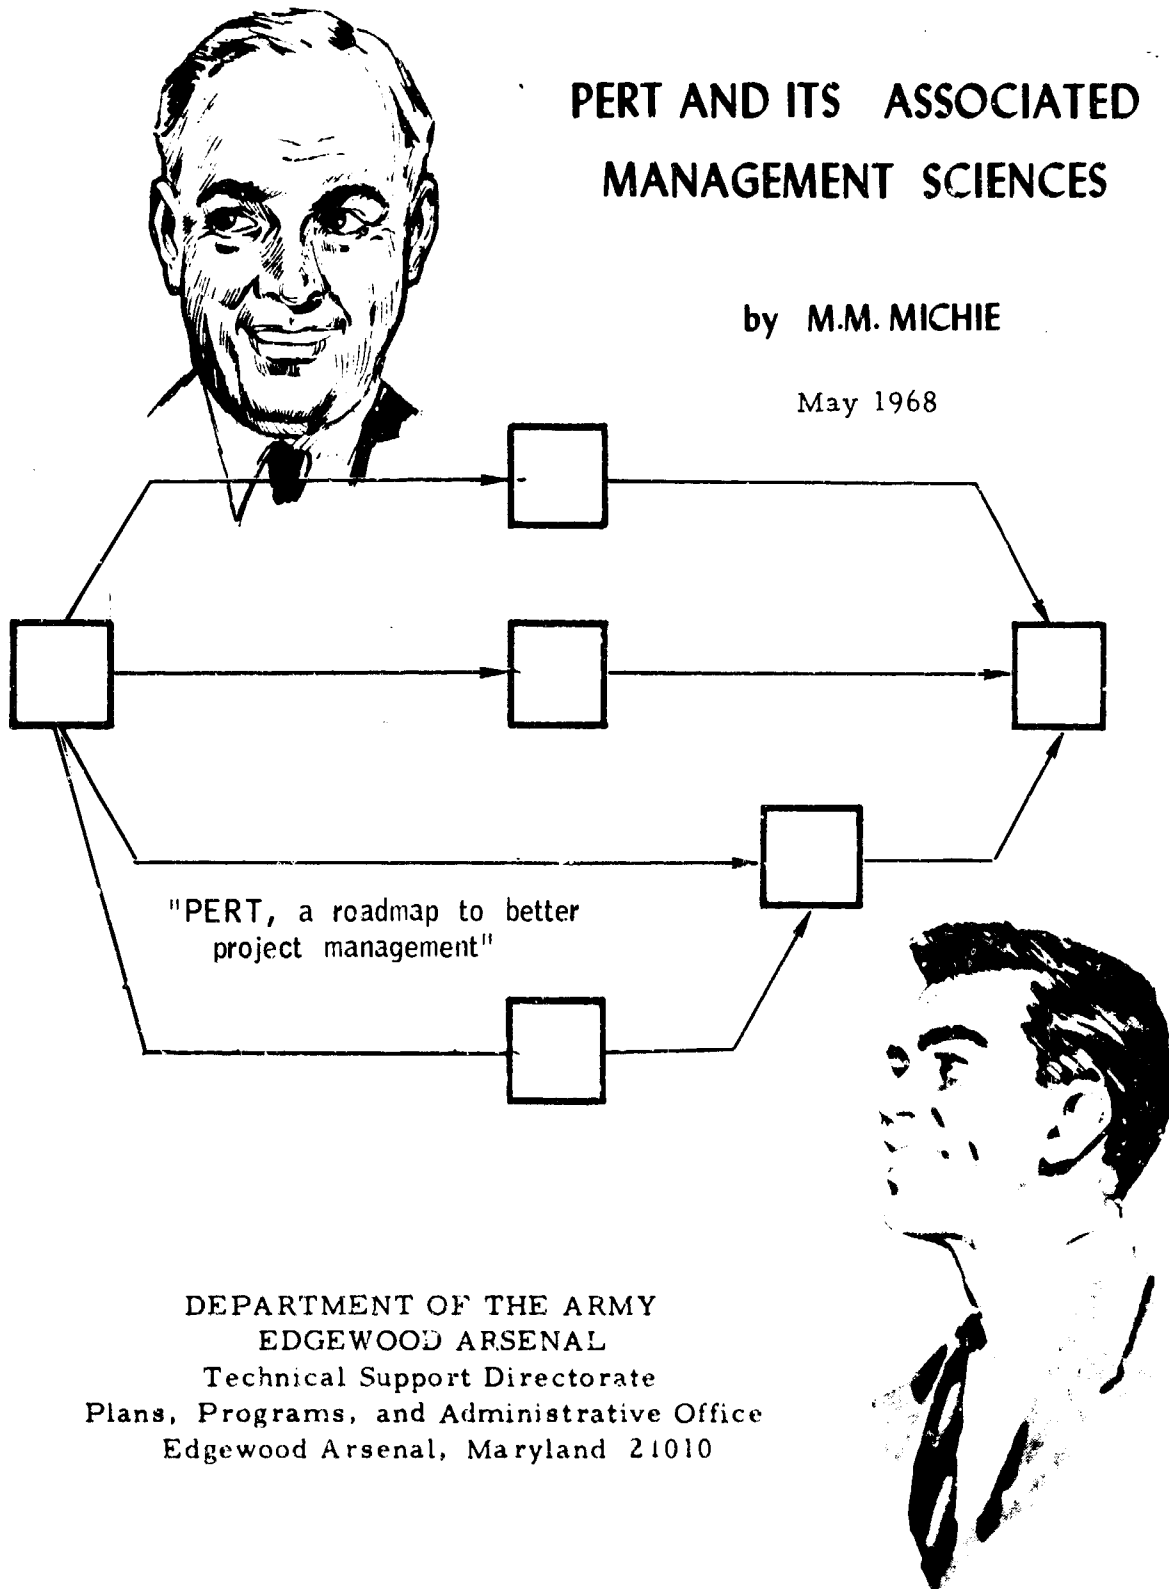 PERT AND ITS ASSOCIATED
MANAGEMENT SCIENCES
by M.M. MICHIE
May 1968
"PERT, a roadmap to better
project management"
DEPARTMENT OF THE ARMY
EDGEWOOD ARSENAL
Technical Support Directorate
Plans, Programs, and Administrative Office
Edgewood Arsenal, Maryland 21010